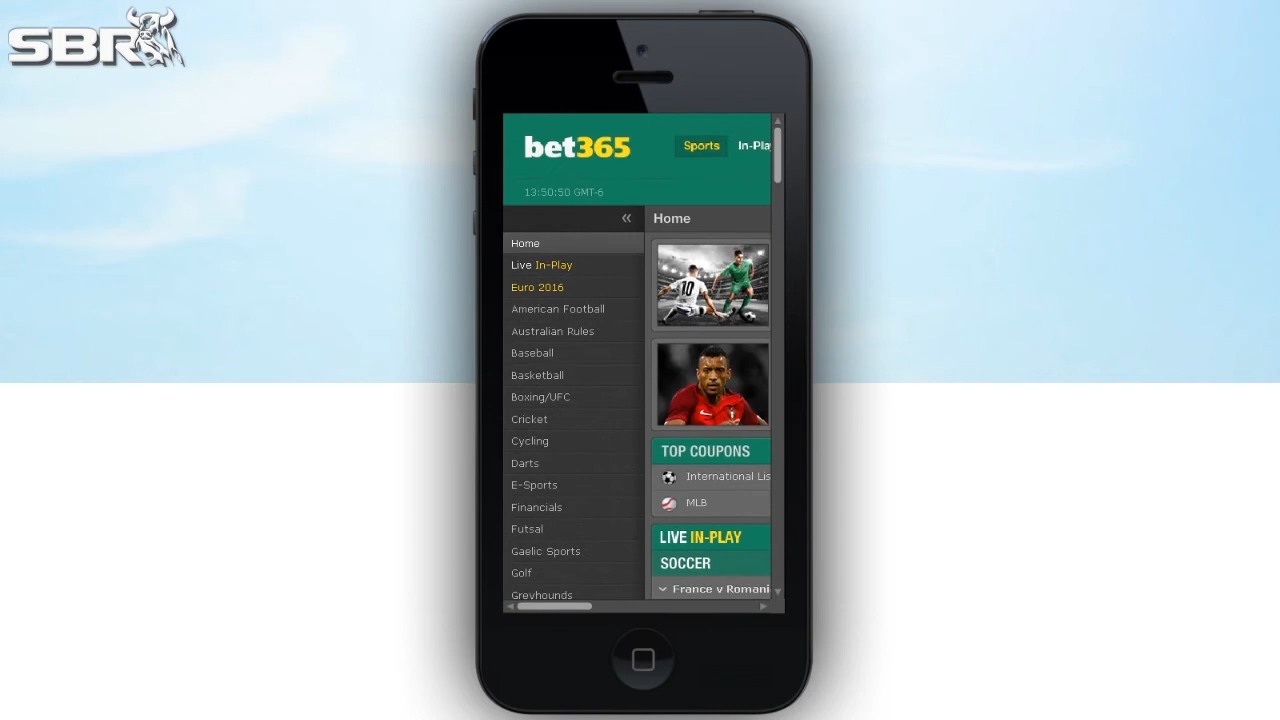 SBR
bet365
Sports
In-Pla
13:50:50 GMT-6
«
Home
Home
Live In-Play
Euro 2016
American Football
Australian Rules
Baseball
Basketball
Boxing/UFC
Cricket
Cycling
Darts
E-Sports
Financials
Futsal
Gaelic Sports
Golf
Greyhounds
10
TOP COUPONS
International Lis
MLB
LIVE IN-PLAY
SOCCER
France v Romani